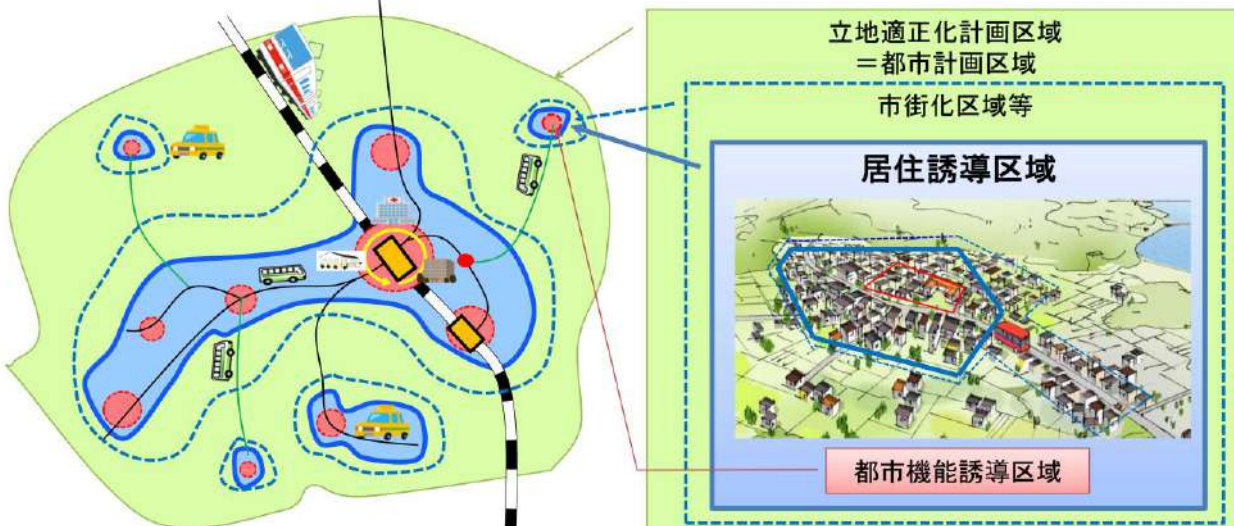 立地適正化計画区域
＝都市計画区域
市街化区域等
居住誘導区域
都市機能誘導区域